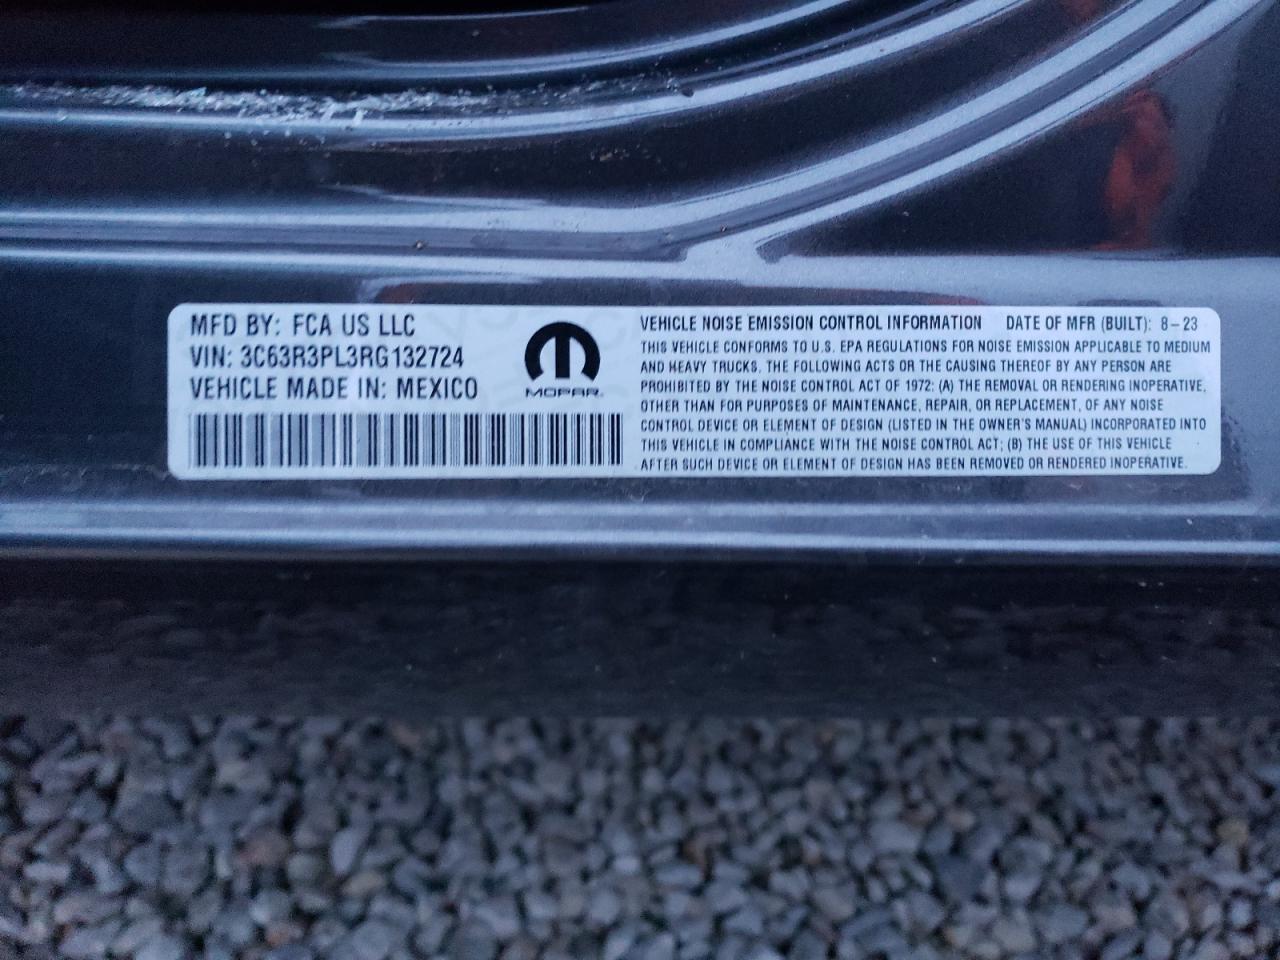 MFD BY: FCA US LLC
VIN: 3C63R3PL3RG132724
VEHICLE MADE IN: MEXICO
MOPAR
VEHICLE NOISE EMISSION CONTROL INFORMATION DATE OF MFR (BUILT): 8-23
THIS VEHICLE CONFORMS TO U.S. EPA REGULATIONS FOR NOISE EMISSION APPLICABLE TO MEDIUM
AND HEAVY TRUCKS. THE FOLLOWING ACTS OR THE CAUSING THEREOF BY ANY PERSON ARE
PROHIBITED BY THE NOISE CONTROL ACT OF 1972: (A) THE REMOVAL OR RENDERING INOPERATIVE,
OTHER THAN FOR PURPOSES OF MAINTENANCE, REPAIR, OR REPLACEMENT, OF ANY NOISE
CONTROL DEVICE OR ELEMENT OF DESIGN (LISTED IN THE OWNER'S MANUAL) INCORPORATED INTO
THIS VEHICLE IN COMPLIANCE WITH THE NOISE CONTROL ACT; (B) THE USE OF THIS VEHICLE
AFTER SUCH DEVICE OR ELEMENT OF DESIGN HAS BEEN REMOVED OR RENDERED INOPERATIVE.